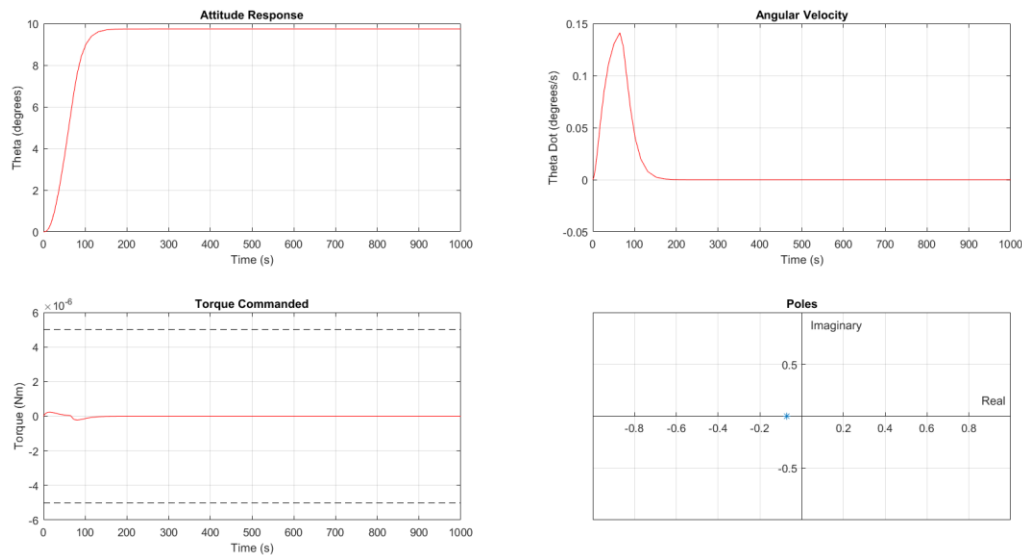 Attitude Response
10
8
6
4
2
0
Theta (degrees)
0 100 200 300 400 500 600 700 800 900 1000
Time (s)
Angular Velocity
0.15
0.1
0.05
0
-0.05
Theta Dot (degrees/s)
0 100 200 300 400 500 600 700 800 900 1000
Time (s)
Torque Commanded
× 10^-6
6
4
2
0
-2
-4
-6
Torque (Nm)
0 100 200 300 400 500 600 700 800 900 1000
Time (s)
Poles
Imaginary
0.5
Real
-0.8 -0.6 -0.4 -0.2 0.2 0.4 0.6 0.8
-0.5